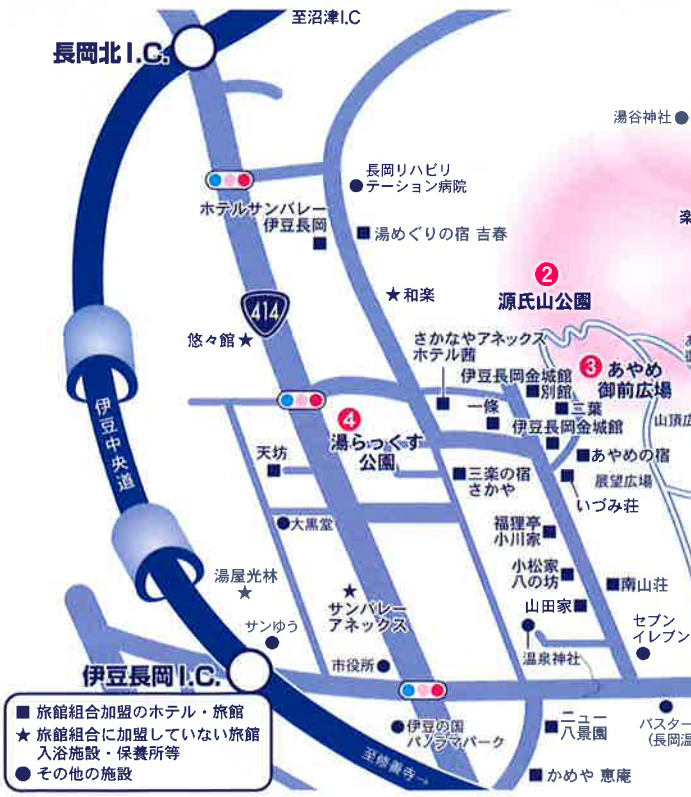 至沼津I.C
長岡北I.C.
湯谷神社
長岡リハビリ
テーション病院
ホテルサンバレー
伊豆長岡
湯めぐりの宿 吉春
楽
2
源氏山公園
★和楽
414
悠々館★
さかなやアネックス
ホテル茜
3
あやめ
御前広場
伊豆長岡金城館
別館
一條
三葉
伊豆長岡金城館
山頂広
4
湯らっくす
公園
天坊
三楽の宿
さかや
あやめの宿
展望広場
いづみ荘
伊豆中央道
大黒堂
福狸亭
小川家
小松家
八の坊
湯屋光林
★
★
サンバレー
アネックス
南山荘
山田家
サンゆう
セブン
イレブン
温泉神社
市役所
伊豆長岡I.C.
■ 旅館組合加盟のホテル・旅館
★ 旅館組合に加盟していない旅館
入浴施設・保養所等
● その他の施設
伊豆の国
パノラマパーク
ニュー
八景園
バスター
(長岡温
至修善寺→
かめや 恵庵